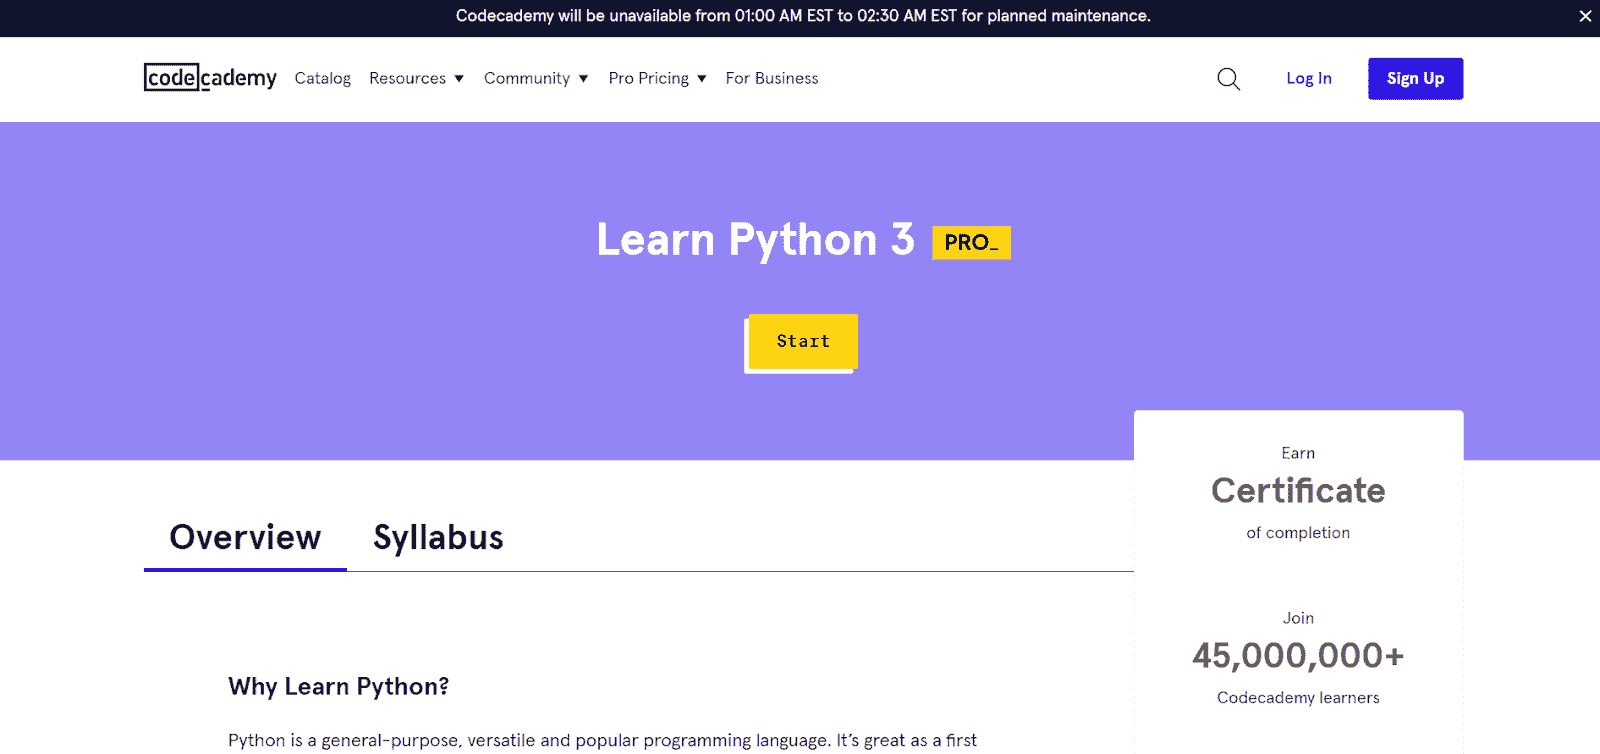 Codecademy will be unavailable from 01:00 AM EST to 02:30 AM EST for planned maintenance. ✕
codecademy Catalog Resources ▼ Community ▼ Pro Pricing ▼ For Business Log In Sign Up
Learn Python 3 PRO_
Start
Earn
Certificate
of completion
Overview Syllabus
Join
45,000,000+
Codecademy learners
Why Learn Python?
Python is a general-purpose, versatile and popular programming language. It’s great as a first